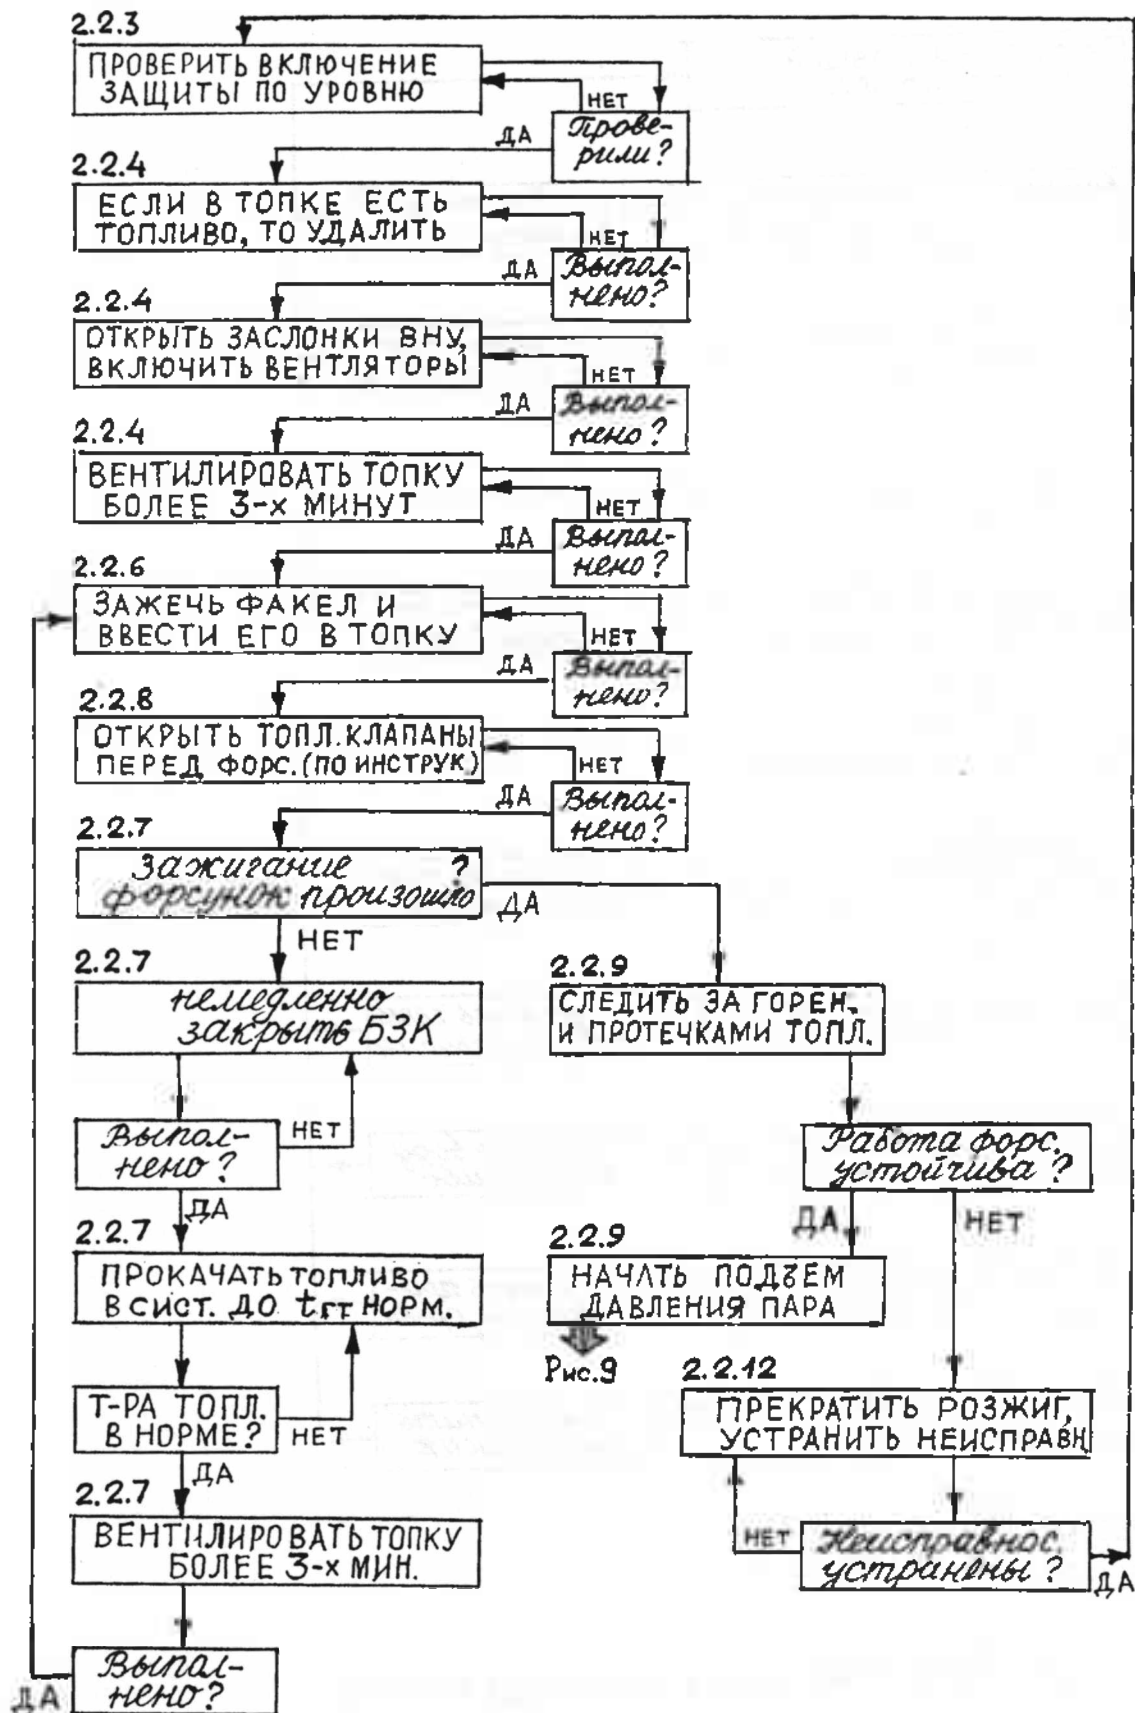 2.2.3
ПРОВЕРИТЬ ВКЛЮЧЕНИЕ
ЗАЩИТЫ ПО УРОВНЮ
НЕТ
Прове-
рили?
ДА
2.2.4
ЕСЛИ В ТОПКЕ ЕСТЬ
ТОПЛИВО, ТО УДАЛИТЬ
НЕТ
Выпол-
нено?
ДА
2.2.4
ОТКРЫТЬ ЗАСЛОНКИ ВНУ,
ВКЛЮЧИТЬ ВЕНТЛЯТОРЫ
НЕТ
Выпол-
нено?
ДА
2.2.4
ВЕНТИЛИРОВАТЬ ТОПКУ
БОЛЕЕ 3-х МИНУТ
НЕТ
Выпол-
нено?
ДА
2.2.6
ЗАЖЕЧЬ ФАКЕЛ И
ВВЕСТИ ЕГО В ТОПКУ
НЕТ
Выпол-
нено?
ДА
2.2.8
ОТКРЫТЬ ТОПЛ.КЛАПАНЫ
ПЕРЕД ФОРС.(ПО ИНСТРУК.)
НЕТ
Выпол-
нено?
ДА
2.2.7
Зажигание ?
форсунок произошло
ДА
НЕТ
2.2.7
немедленно
закрыть БЗК
Выпол-
нено?
НЕТ
ДА
2.2.7
ПРОКАЧАТЬ ТОПЛИВО
В СИСТ. ДО tгт НОРМ.
Т-РА ТОПЛ.
В НОРМЕ?
НЕТ
ДА
2.2.7
ВЕНТИЛИРОВАТЬ ТОПКУ
БОЛЕЕ 3-х МИН.
Выпол-
нено?
ДА
2.2.9
СЛЕДИТЬ ЗА ГОРЕН.
И ПРОТЕЧКАМИ ТОПЛ.
Работа форс.
устойчива?
ДА
НЕТ
2.2.9
НАЧАТЬ ПОДЪЕМ
ДАВЛЕНИЯ ПАРА
Рис.9
2.2.12
ПРЕКРАТИТЬ РОЗЖИГ,
УСТРАНИТЬ НЕИСПРАВН
НЕТ
Неисправнос.
устранены?
ДА